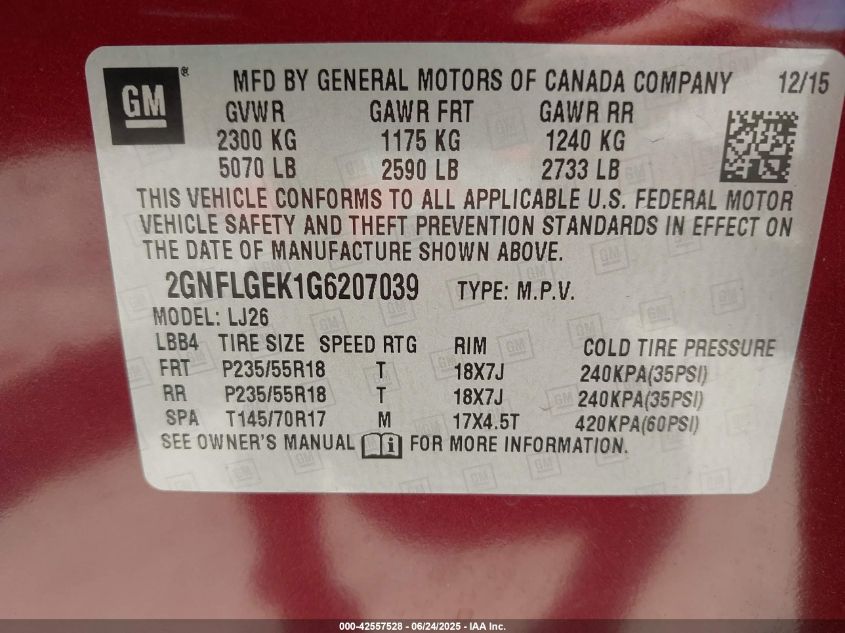 GM ® MFD BY GENERAL MOTORS OF CANADA COMPANY 12/15
GVWR GAWR FRT GAWR RR
2300 KG 1175 KG 1240 KG
5070 LB 2590 LB 2733 LB
THIS VEHICLE CONFORMS TO ALL APPLICABLE U.S. FEDERAL MOTOR
VEHICLE SAFETY AND THEFT PREVENTION STANDARDS IN EFFECT ON
THE DATE OF MANUFACTURE SHOWN ABOVE.
2GNFLGEK1G6207039 TYPE: M.P.V.
MODEL: LJ26
LBB4 TIRE SIZE SPEED RTG RIM COLD TIRE PRESSURE
FRT P235/55R18 T 18X7J 240KPA(35PSI)
RR P235/55R18 T 18X7J 240KPA(35PSI)
SPA T145/70R17 M 17X4.5T 420KPA(60PSI)
SEE OWNER'S MANUAL i FOR MORE INFORMATION.
000-42557528 - 06/24/2025 - IAA Inc.